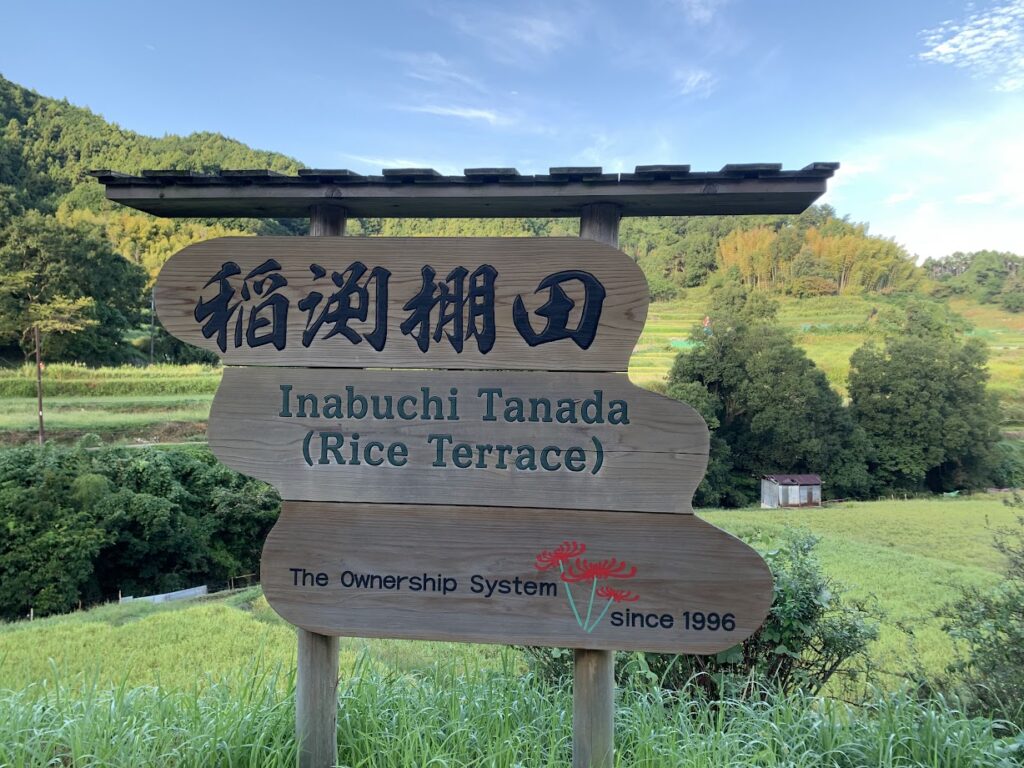 稲渕棚田
Inabuchi Tanada
(Rice Terrace)
The Ownership System
since 1996